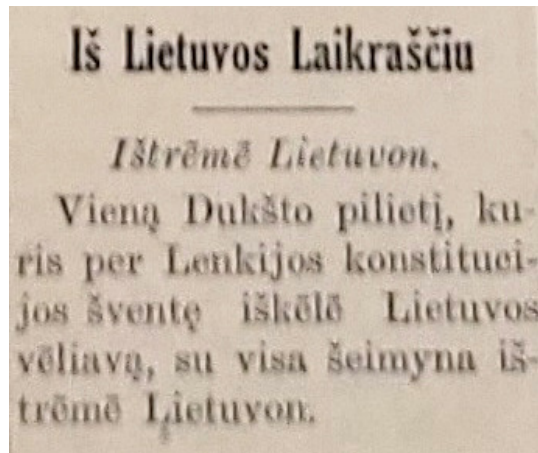 Iš Lietuvos Laikraščiu
Ištrėmė Lietuvon.
Vieną Dukšto pilietį, ku-
ris per Lenkijos konstituci-
jos šventę iškėlė Lietuvos
vėliavą, su visa šeimyna iš-
trėmė Lietuvon.